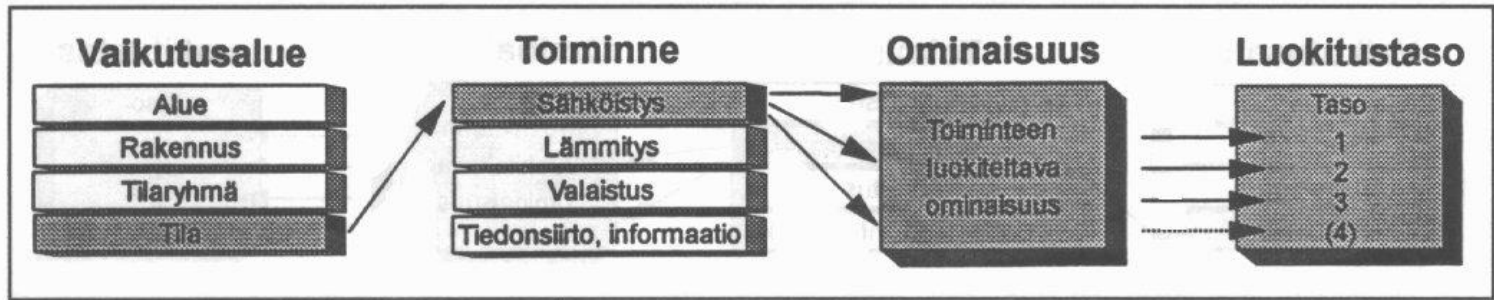 Vaikutusalue
Alue
Rakennus
Tilaryhmä
Tila
Toiminne
Sähköistys
Lämmitys
Valaistus
Tiedonsiirto, informaatio
Ominaisuus
Toiminteen
luokiteltava
ominaisuus
Luokitustaso
Taso
1
2
3
(4)